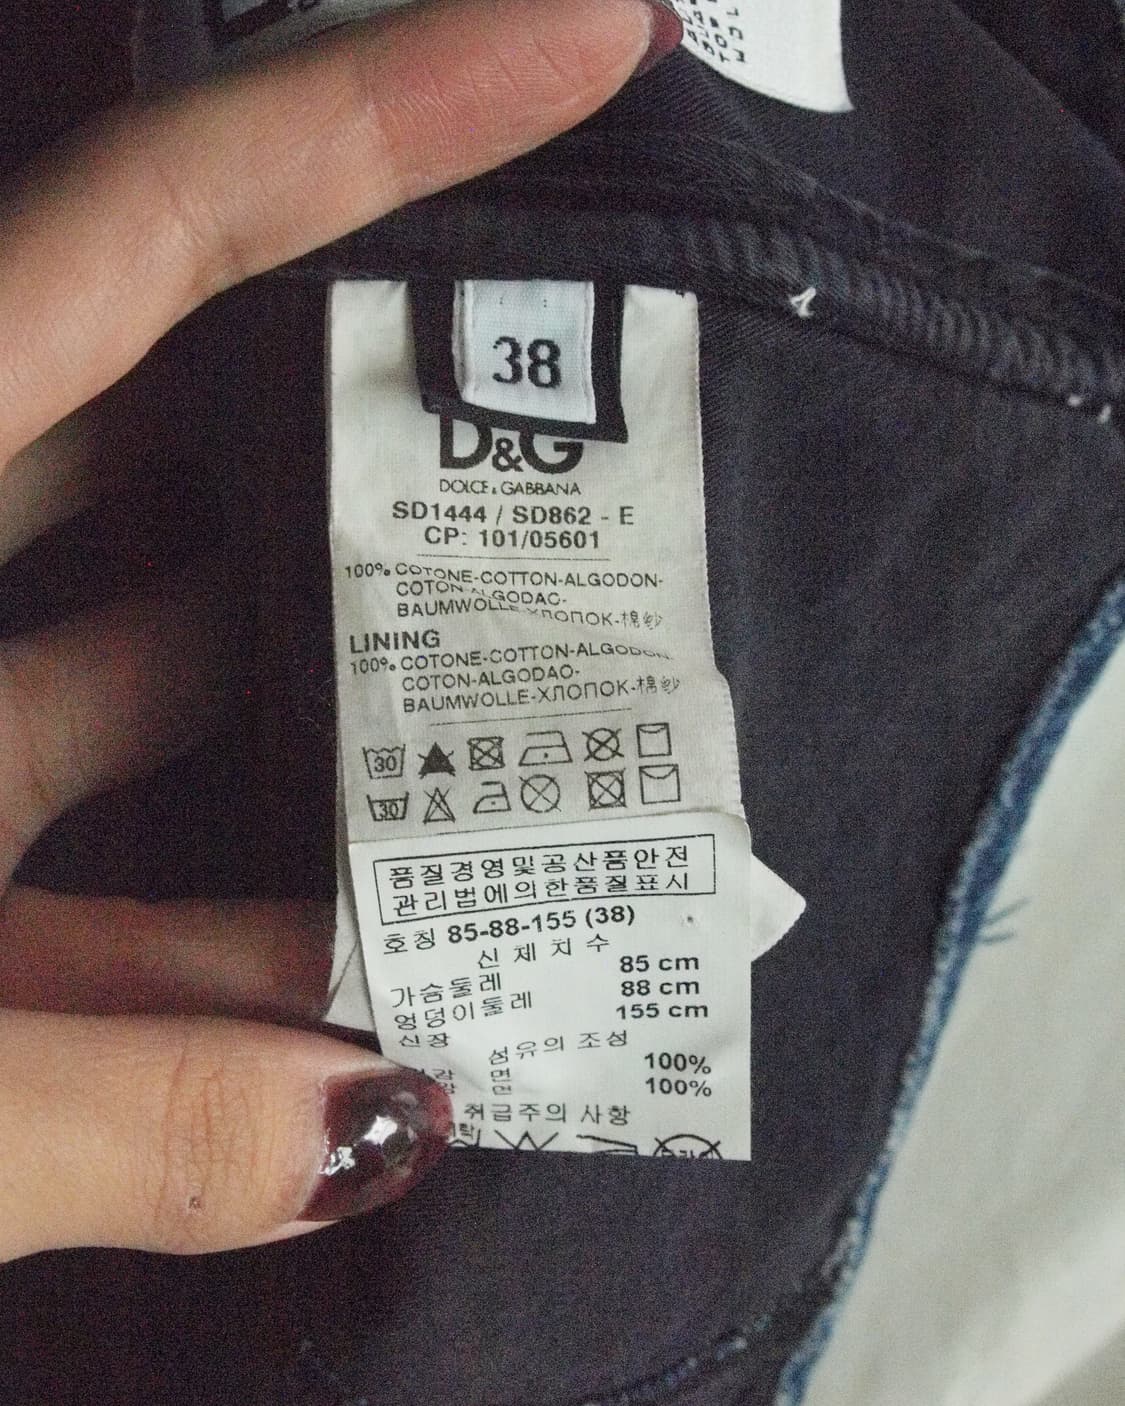 38
D&G
DOLCE & GABBANA
SD1444 / SD862 - E
CP: 101/05601
100% COTONE-COTTON-ALGODON-
COTON-ALGODAO-
BAUMWOLLE-ХЛОПОК-棉纱
LINING
100% COTONE-COTTON-ALGODON-
COTON-ALGODAO-
BAUMWOLLE-ХЛОПОК-棉纱
30
30
품질경영및공산품안전
관리법에의한품질표시
호칭 85-88-155 (38)
신체치수
가슴둘레 85 cm
엉덩이둘레 88 cm
신장 155 cm
섬유의 조성
면 100%
면 100%
취급주의 사항